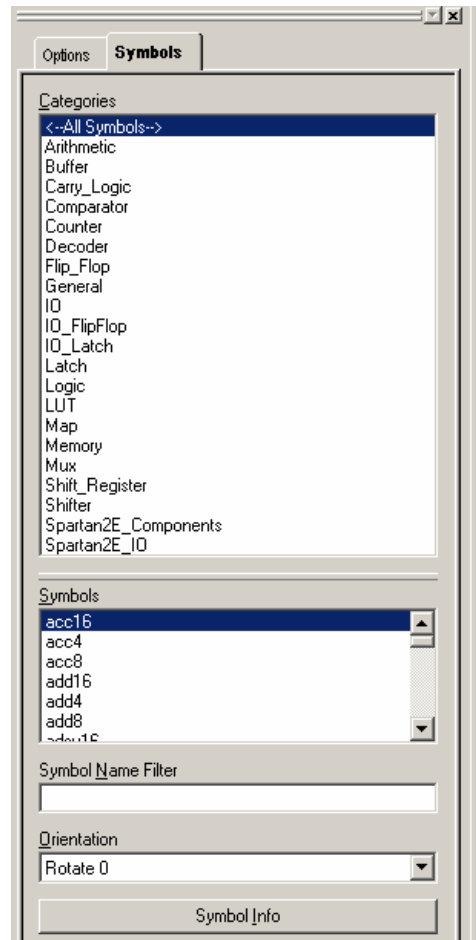 Options Symbols
Categories
<--All Symbols-->
Arithmetic
Buffer
Carry_Logic
Comparator
Counter
Decoder
Flip_Flop
General
IO
IO_FlipFlop
IO_Latch
Latch
Logic
LUT
Map
Memory
Mux
Shift_Register
Shifter
Spartan2E_Components
Spartan2E_IO
Symbols
acc16
acc4
acc8
add16
add4
add8
Symbol Name Filter
Orientation
Rotate 0
Symbol Info